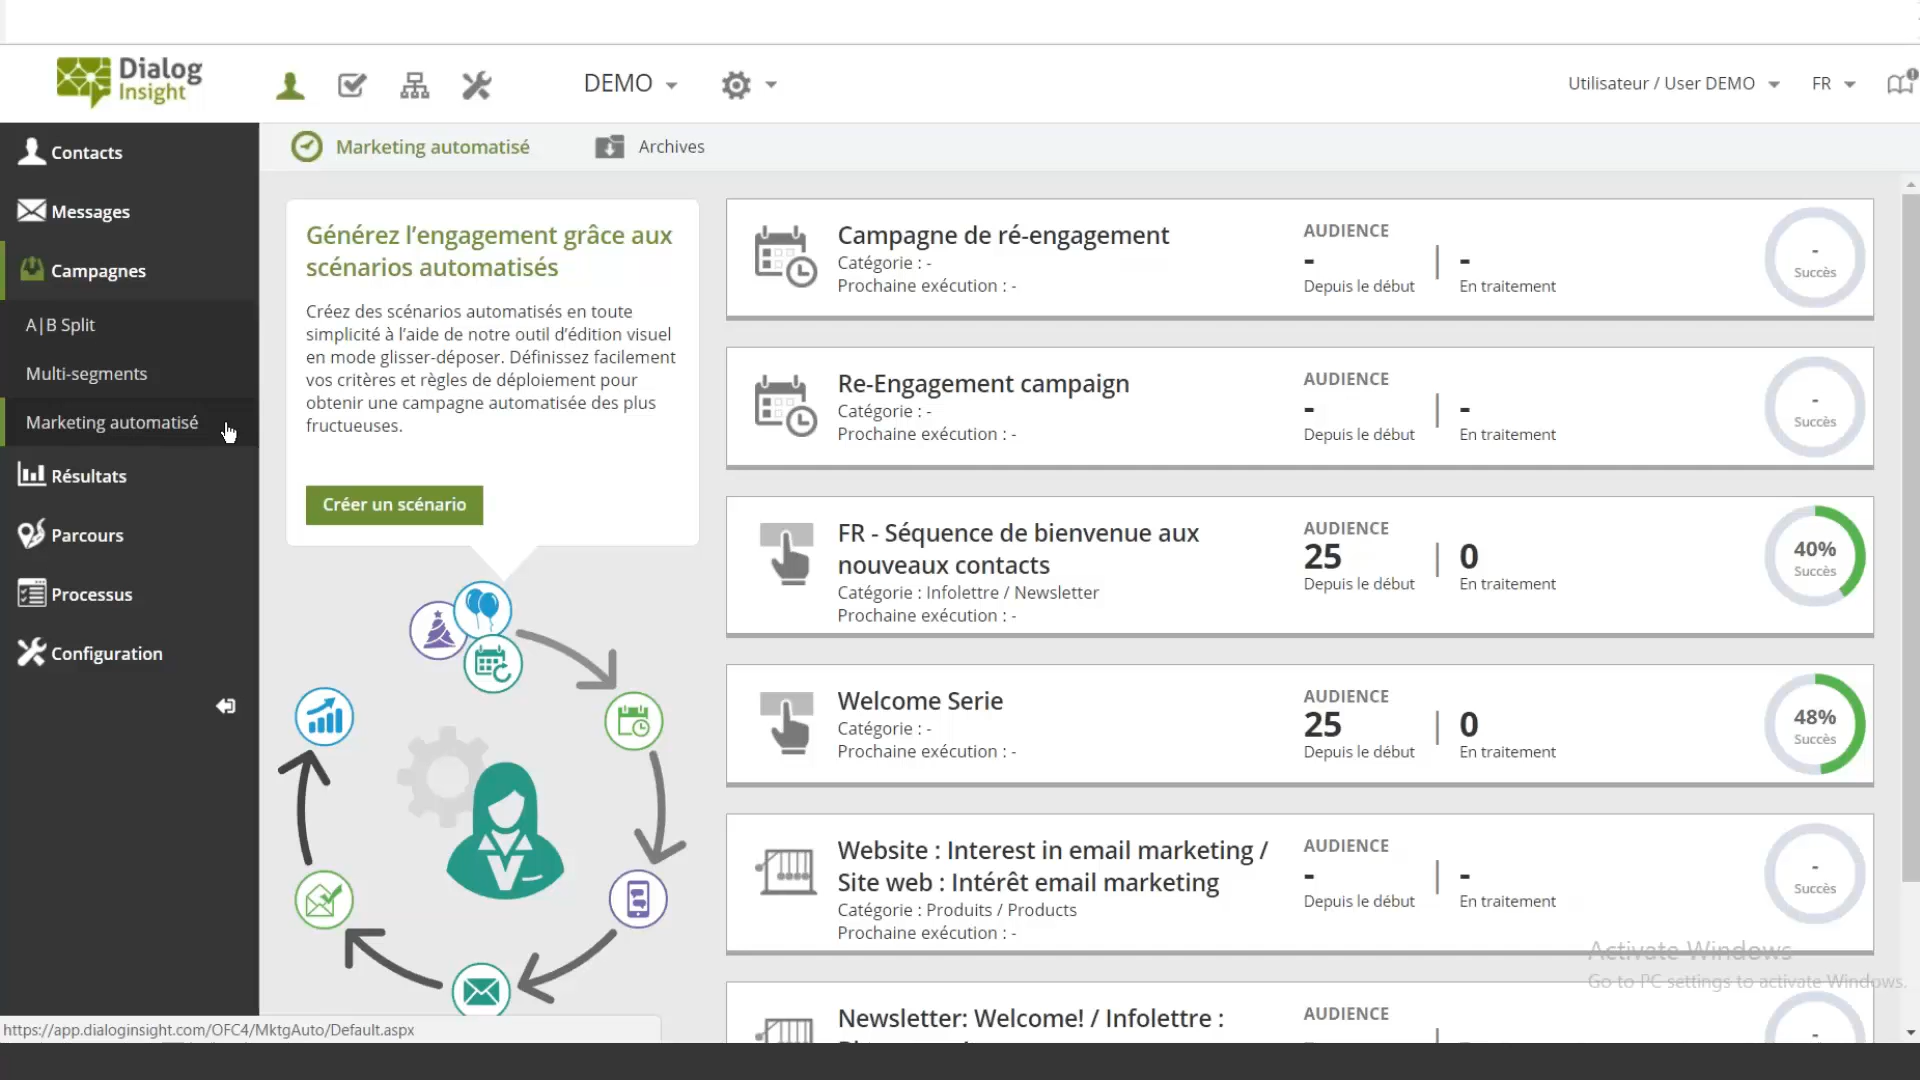 Dialog
Insight
DEMO
Utilisateur / User DEMO
FR
Contacts
Messages
Campagnes
A|B Split
Multi-segments
Marketing automatisé
Résultats
Parcours
Processus
Configuration
Marketing automatisé
Archives
Générez l’engagement grâce aux
scénarios automatisés
Créez des scénarios automatisés en toute
simplicité à l’aide de notre outil d’édition visuel
en mode glisser-déposer. Définissez facilement
vos critères et règles de déploiement pour
obtenir une campagne automatisée des plus
fructueuses.
Créer un scénario
Campagne de ré-engagement
Catégorie : -
Prochaine exécution : -
AUDIENCE
- | -
Depuis le début En traitement
-
Succès
Re-Engagement campaign
Catégorie : -
Prochaine exécution : -
AUDIENCE
- | -
Depuis le début En traitement
-
Succès
FR - Séquence de bienvenue aux
nouveaux contacts
Catégorie : Infolettre / Newsletter
Prochaine exécution : -
AUDIENCE
25 | 0
Depuis le début En traitement
40%
Succès
Welcome Serie
Catégorie : -
Prochaine exécution : -
AUDIENCE
25 | 0
Depuis le début En traitement
48%
Succès
Website : Interest in email marketing /
Site web : Intérêt email marketing
Catégorie : Produits / Products
Prochaine exécution : -
AUDIENCE
- | -
Depuis le début En traitement
-
Succès
Newsletter: Welcome! / Infolettre :
AUDIENCE
-
Activate Windows
Go to PC settings to activate Windows.
https://app.dialoginsight.com/OFC4/MktgAuto/Default.aspx